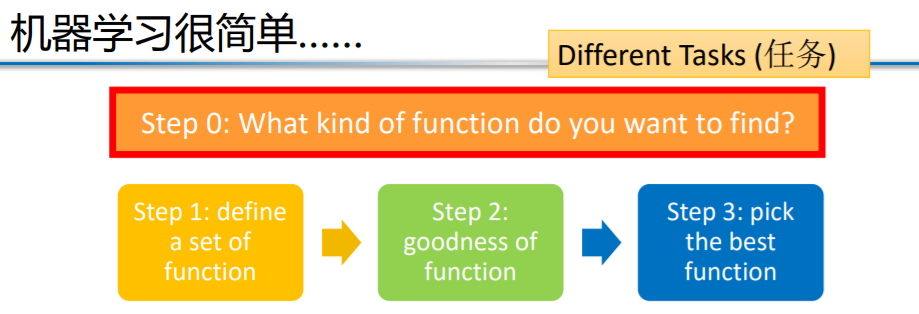 机器学习很简单......
Different Tasks (任务)
Step 0: What kind of function do you want to find?
Step 1: define
a set of
function
Step 2:
goodness of
function
Step 3: pick
the best
function